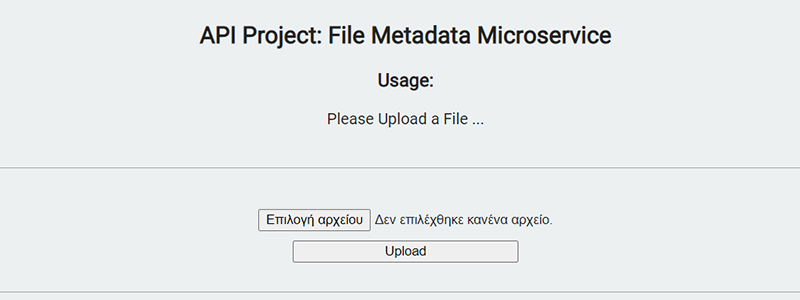 API Project: File Metadata Microservice
Usage:
Please Upload a File ...
Επιλογή αρχείου Δεν επιλέχθηκε κανένα αρχείο.
Upload